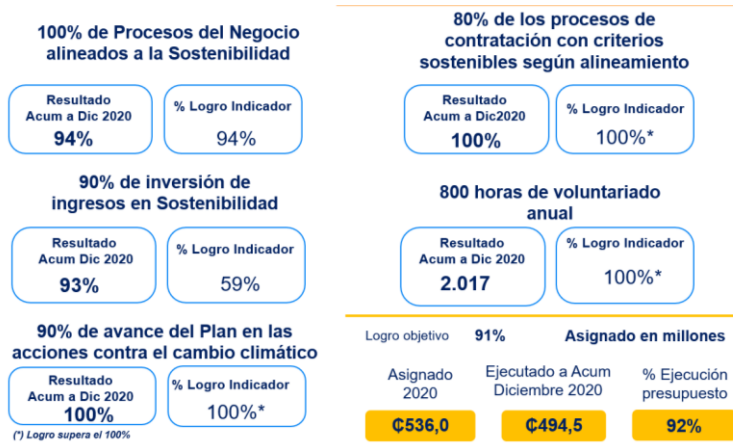 100% de Procesos del Negocio
alineados a la Sostenibilidad
Resultado
Acum a Dic 2020
94%
% Logro Indicador
94%
90% de inversión de
ingresos en Sostenibilidad
Resultado
Acum Dic 2020
93%
% Logro Indicador
59%
90% de avance del Plan en las
acciones contra el cambio climático
Resultado
Acum a Dic 2020
100%
% Logro Indicador
100%*
(*) Logro supera el 100%
80% de los procesos de
contratación con criterios
sostenibles según alineamiento
Resultado
Acum a Dic2020
100%
% Logro Indicador
100%*
800 horas de voluntariado
anual
Resultado
Acum a Dic 2020
2.017
% Logro Indicador
100%*
Logro objetivo 91% Asignado en millones
Asignado
2020
₡536,0
Ejecutado a Acum
Diciembre 2020
₡494,5
% Ejecución
presupuesto
92%